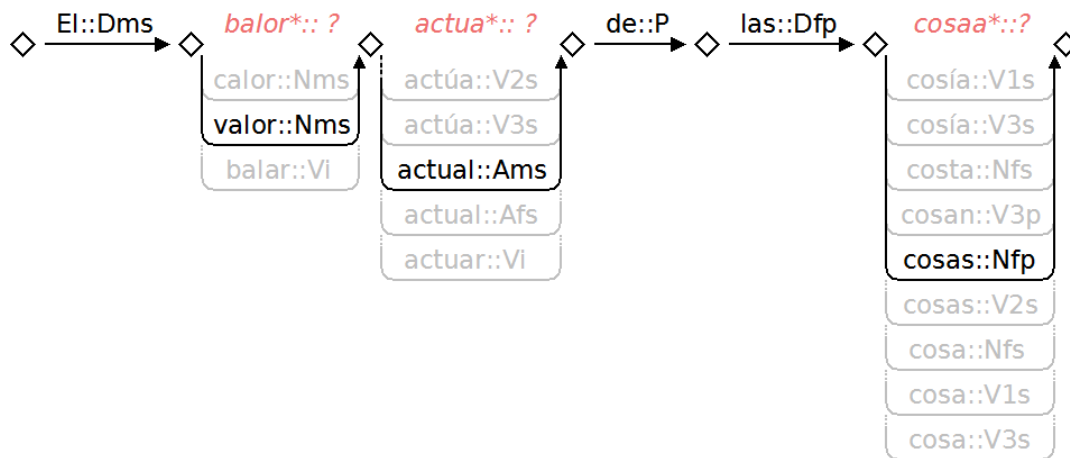 El::Dms balor*:: ? actua*:: ? de::P las::Dfp cosaa*::?
calor::Nms actúa::V2s cosía::V1s
valor::Nms actúa::V3s cosía::V3s
balar::Vi actual::Ams costa::Nfs
actual::Afs cosan::V3p
actuar::Vi cosas::Nfp
cosas::V2s
cosa::Nfs
cosa::V1s
cosa::V3s